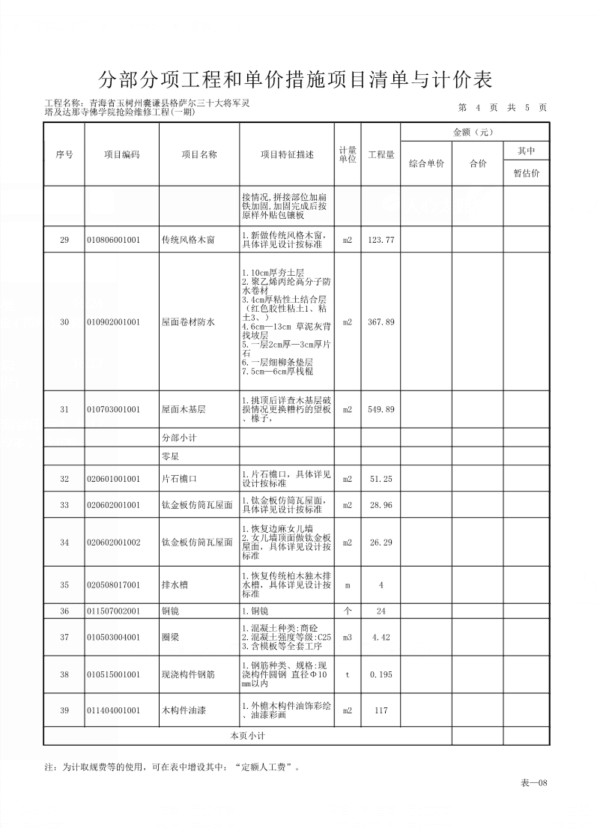 分部分项工程和单价措施项目清单与计价表
工程名称：青海省玉树州囊谦县格萨尔三十大将军灵
塔及达那寺佛学院抢险维修工程(一期)
第 4 页 共 5 页
序号 项目编码 项目名称 项目特征描述 计量单位 工程量 金额（元）
综合单价 合价 其中
暂估价
接情况,拼接部位加扁
铁加固,加固完成后按
原样外贴包镶板
29 010806001001 传统风格木窗 1.新做传统风格木窗，
具体详见设计按标准 m2 123.77
30 010902001001 屋面卷材防水 1.10cm厚夯土层
2.聚乙烯丙纶高分子防
水卷材
3.4cm厚粘性土结合层
（红色胶性粘土1、粘
土3、）
4.6cm—13cm 草泥灰背
找坡层
5.一层2cm厚—3cm厚片
石
6.一层细柳条垫层
7.5cm—6cm厚栈棍 m2 367.89
31 010703001001 屋面木基层 1.挑顶后详查木基层破
损情况更换糟朽的望板
、椽子， m2 549.89
分部小计
零星
32 020601001001 片石檐口 1.片石檐口，具体详见
设计按标准 m2 51.25
33 020602001001 钛金板仿筒瓦屋面 1.钛金板仿筒瓦屋面，
具体详见设计按标准 m2 28.96
34 020602001002 钛金板仿筒瓦屋面 1.恢复边麻女儿墙
2.女儿墙顶面做钛金板
屋面，具体详见设计按
标准 m2 26.29
35 020508017001 排水槽 1.恢复传统柏木独木排
水槽，具体详见设计按
标准 m 4
36 011507002001 铜镜 1.铜镜 个 24
37 010503004001 圈梁 1.混凝土种类:商砼
2.混凝土强度等级:C25
3.含模板等全套工序 m3 4.42
38 010515001001 现浇构件钢筋 1.钢筋种类、规格:现
浇构件圆钢 直径Φ10
mm以内 t 0.195
39 011404001001 木构件油漆 1.外檐木构件油饰彩绘
、油漆彩画 m2 117
本页小计
注：为计取规费等的使用，可在表中增设其中：“定额人工费”。
表—08